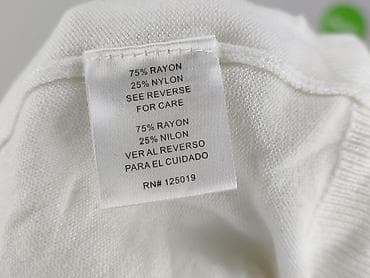 75% RAYON
25% NYLON
SEE REVERSE
FOR CARE
75% RAYON
25% NILON
VER AL REVERSO
PARA EL CUIDADO
RN# 125019